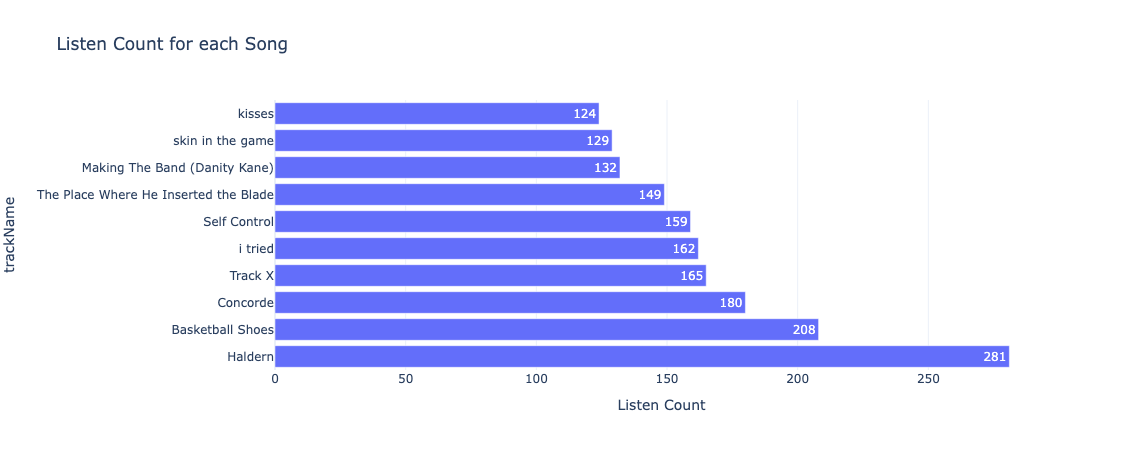 Listen Count for each Song
trackName
kisses 124
skin in the game 129
Making The Band (Danity Kane) 132
The Place Where He Inserted the Blade 149
Self Control 159
i tried 162
Track X 165
Concorde 180
Basketball Shoes 208
Haldern 281
0 50 100 150 200 250
Listen Count